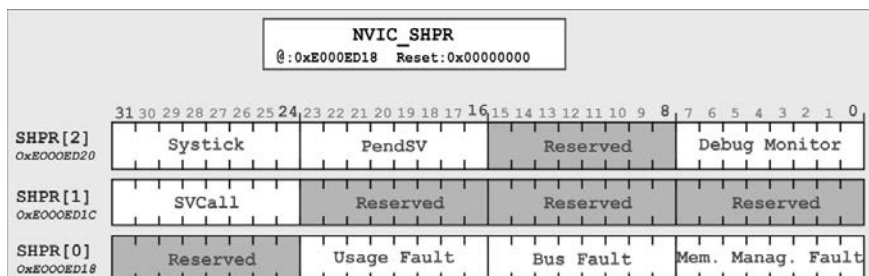 NVIC_SHPR
@:0xE000ED18 Reset:0x00000000
31 30 29 28 27 26 25 24 23 22 21 20 19 18 17 16 15 14 13 12 11 10 9 8 7 6 5 4 3 2 1 0
SHPR[2] Systick PendSV Reserved Debug Monitor
0xE000ED20
SHPR[1] SVCall Reserved Reserved Reserved
0xE000ED1C
SHPR[0] Reserved Usage Fault Bus Fault Mem. Manag. Fault
0xE000ED18